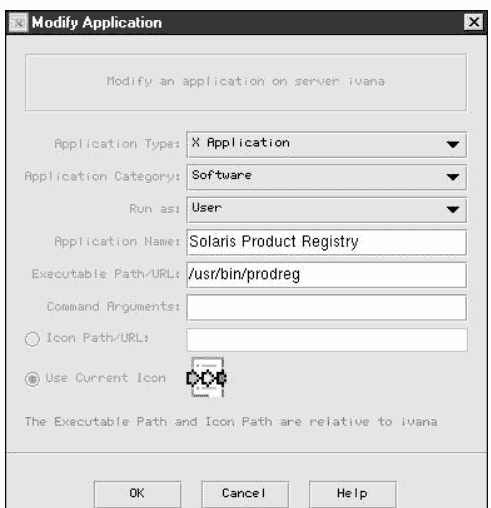 Modify Application
Modify an application on server ivana
Application Type: X Application
Application Category: Software
Run as: User
Application Name: Solaris Product Registry
Executable Path/URL: /usr/bin/prodreg
Command Arguments:
Icon Path/URL:
Use Current Icon
The Executable Path and Icon Path are relative to ivana
OK Cancel Help